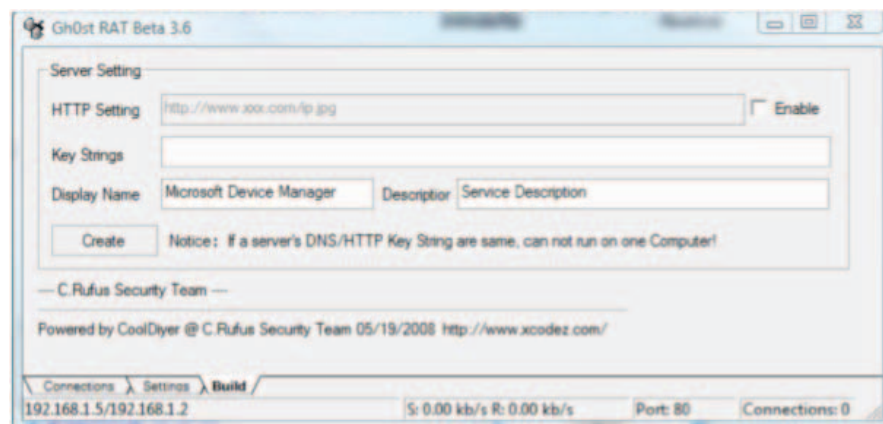 Gh0st RAT Beta 3.6
Server Setting
HTTP Setting http://www.xxx.com/ip.jpg Enable
Key Strings
Display Name Microsoft Device Manager Description Service Description
Create Notice: If a server's DNS/HTTP Key String are same, can not run on one Computer!
--- C.Rufus Security Team ---
Powered by CoolDiyer @ C.Rufus Security Team 05/19/2008 http://www.xcodez.com/
Connections Settings Build
192.168.1.5/192.168.1.2 S: 0.00 kb/s R: 0.00 kb/s Port: 80 Connections: 0